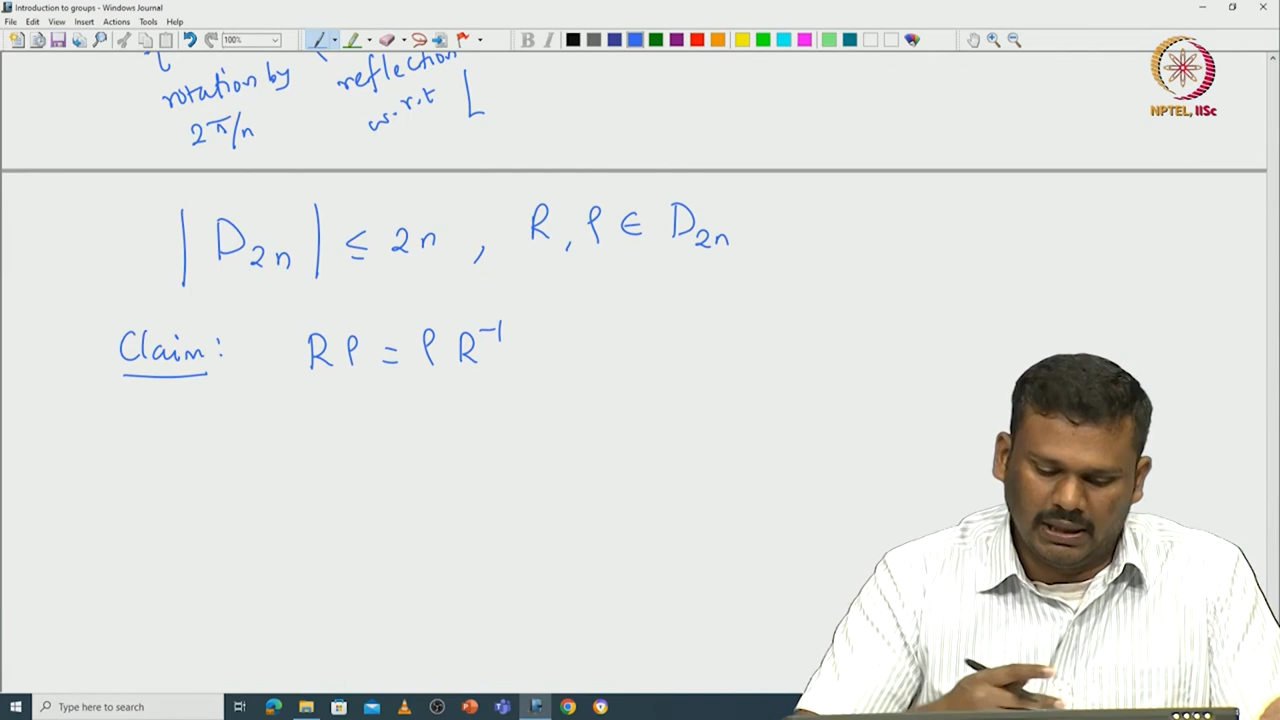 Introduction to groups - Windows Journal
File Edit View Insert Actions Tools Help
100%
B I
NPTEL, IISc
rotation by
2π/n
reflection
w.r.t L
|D₂ₙ| ≤ 2n , R, ρ ∈ D₂ₙ
Claim: Rρ = ρR⁻¹
Type here to search